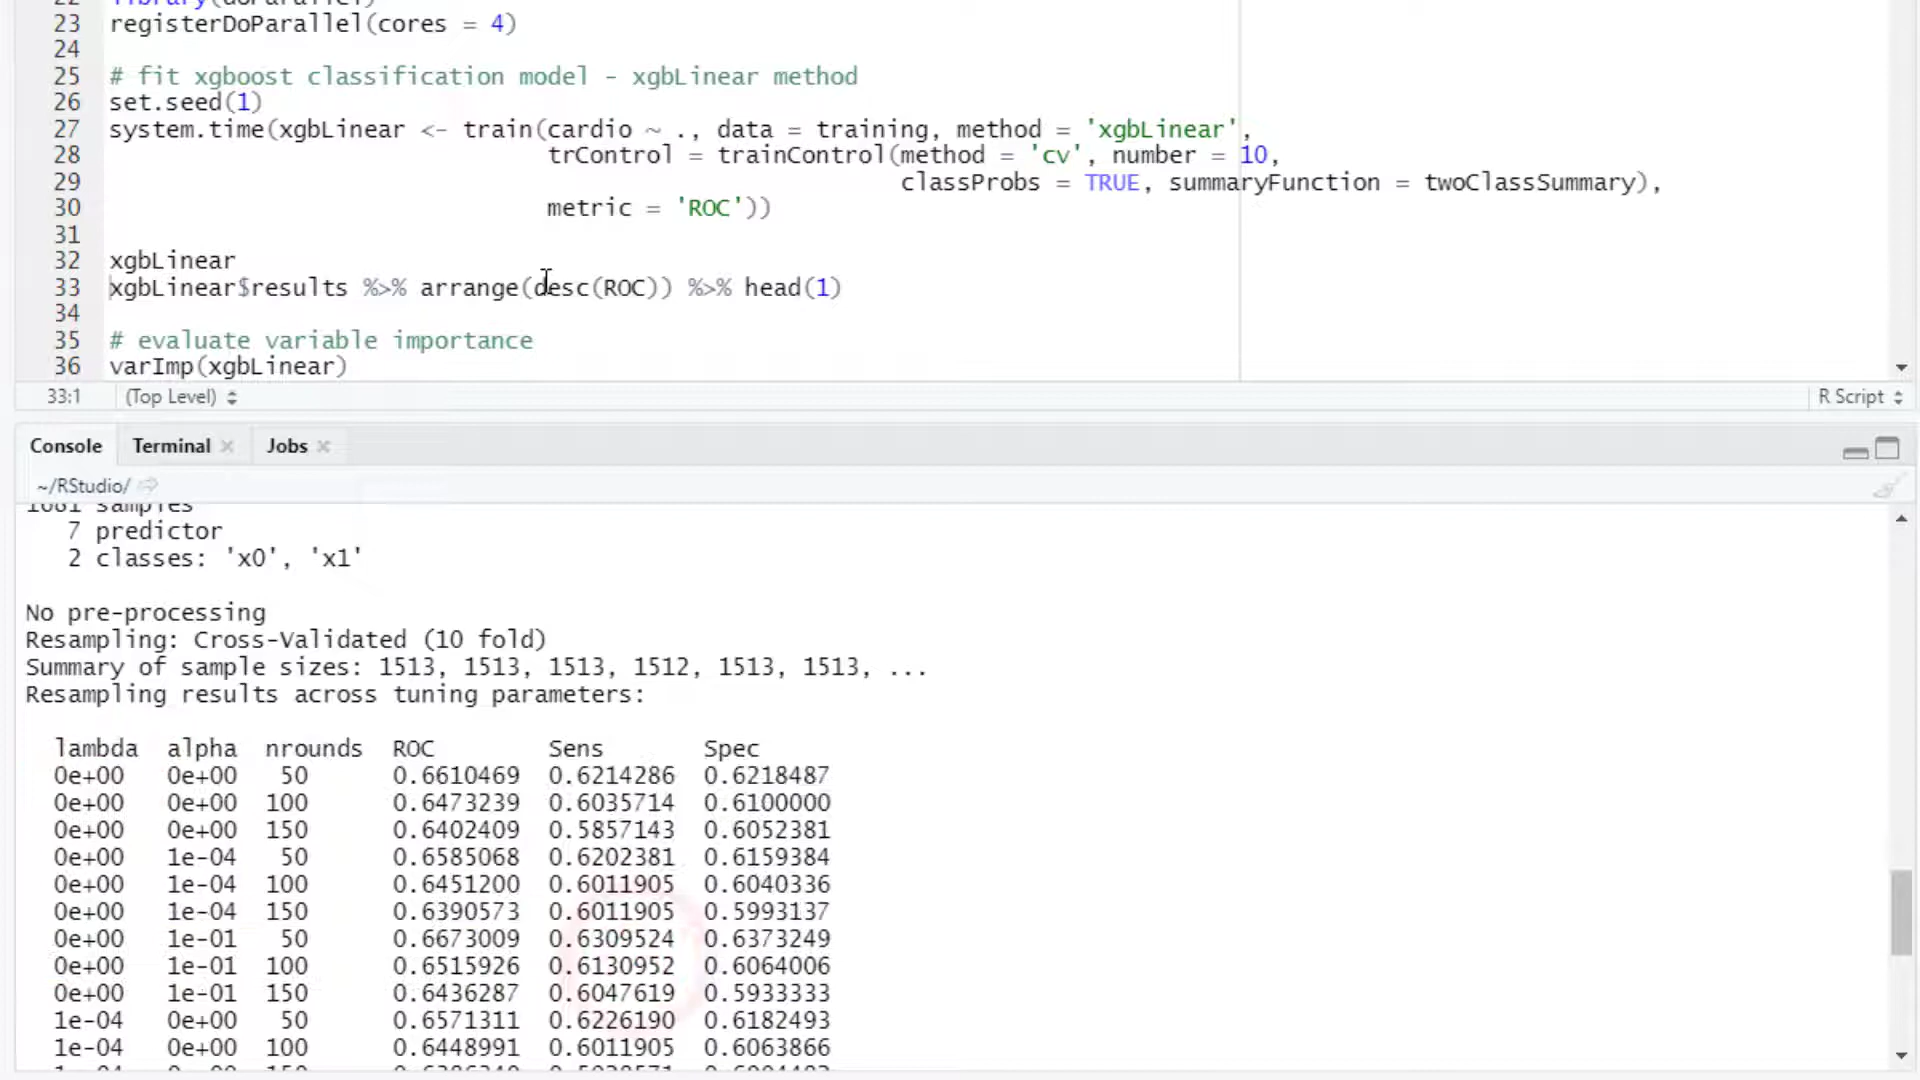 22 library(doParallel)
23 registerDoParallel(cores = 4)
24
25 # fit xgboost classification model - xgbLinear method
26 set.seed(1)
27 system.time(xgbLinear <- train(cardio ~ ., data = training, method = 'xgbLinear',
28 trControl = trainControl(method = 'cv', number = 10,
29 classProbs = TRUE, summaryFunction = twoClassSummary),
30 metric = 'ROC'))
31
32 xgbLinear
33 xgbLinear$results %>% arrange(desc(ROC)) %>% head(1)
34
35 # evaluate variable importance
36 varImp(xgbLinear)
33:1 (Top Level) R Script
Console Terminal Jobs
~/RStudio/
1681 samples
7 predictor
2 classes: 'x0', 'x1'
No pre-processing
Resampling: Cross-Validated (10 fold)
Summary of sample sizes: 1513, 1513, 1513, 1512, 1513, 1513, ...
Resampling results across tuning parameters:
lambda alpha nrounds ROC Sens Spec
0e+00 0e+00 50 0.6610469 0.6214286 0.6218487
0e+00 0e+00 100 0.6473239 0.6035714 0.6100000
0e+00 0e+00 150 0.6402409 0.5857143 0.6052381
0e+00 1e-04 50 0.6585068 0.6202381 0.6159384
0e+00 1e-04 100 0.6451200 0.6011905 0.6040336
0e+00 1e-04 150 0.6390573 0.6011905 0.5993137
0e+00 1e-01 50 0.6673009 0.6309524 0.6373249
0e+00 1e-01 100 0.6515926 0.6130952 0.6064006
0e+00 1e-01 150 0.6436287 0.6047619 0.5933333
1e-04 0e+00 50 0.6571311 0.6226190 0.6182493
1e-04 0e+00 100 0.6448991 0.6011905 0.6063866